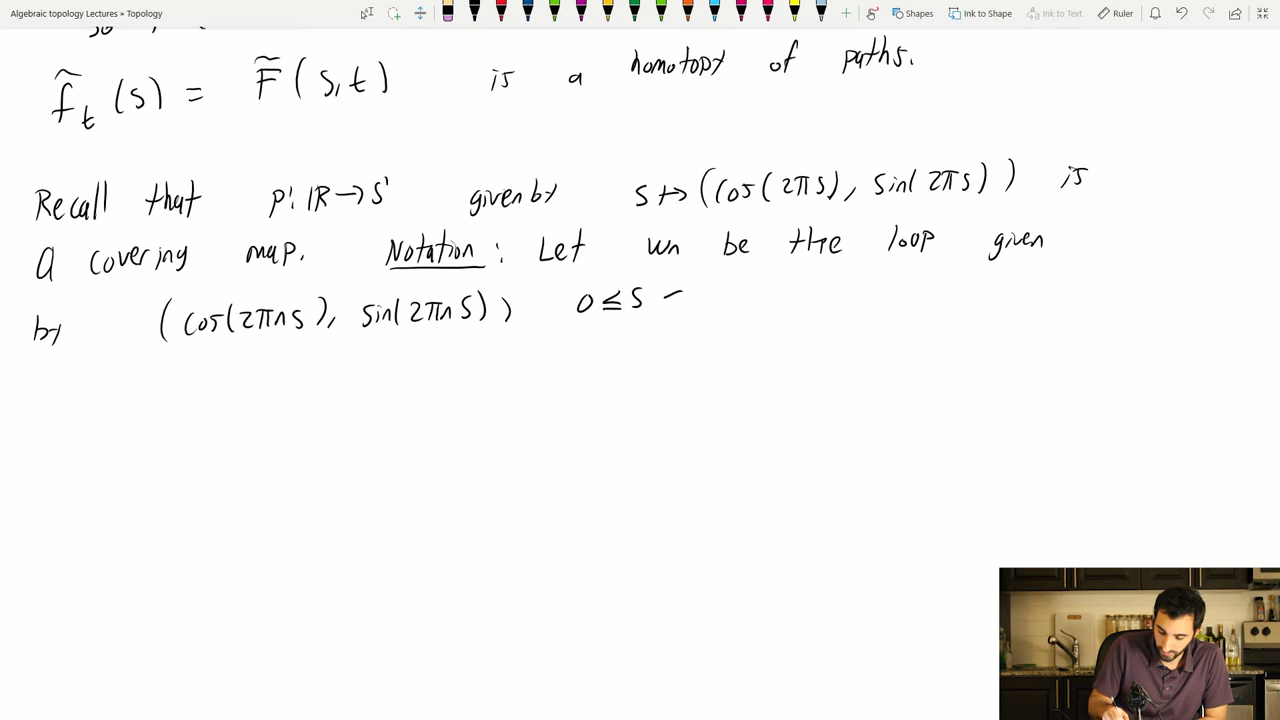 Algebraic topology Lectures » Topology
Shapes
Ink to Shape
Ink to Text
Ruler
so
f̃ₜ(s) = F̃(s,t) is a homotopy of paths.
Recall that p: ℝ→S¹ given by s ↦ (cos(2πs), sin(2πs)) is
a covering map. Notation: Let wn be the loop given
by (cos(2πns), sin(2πns)) 0≤s